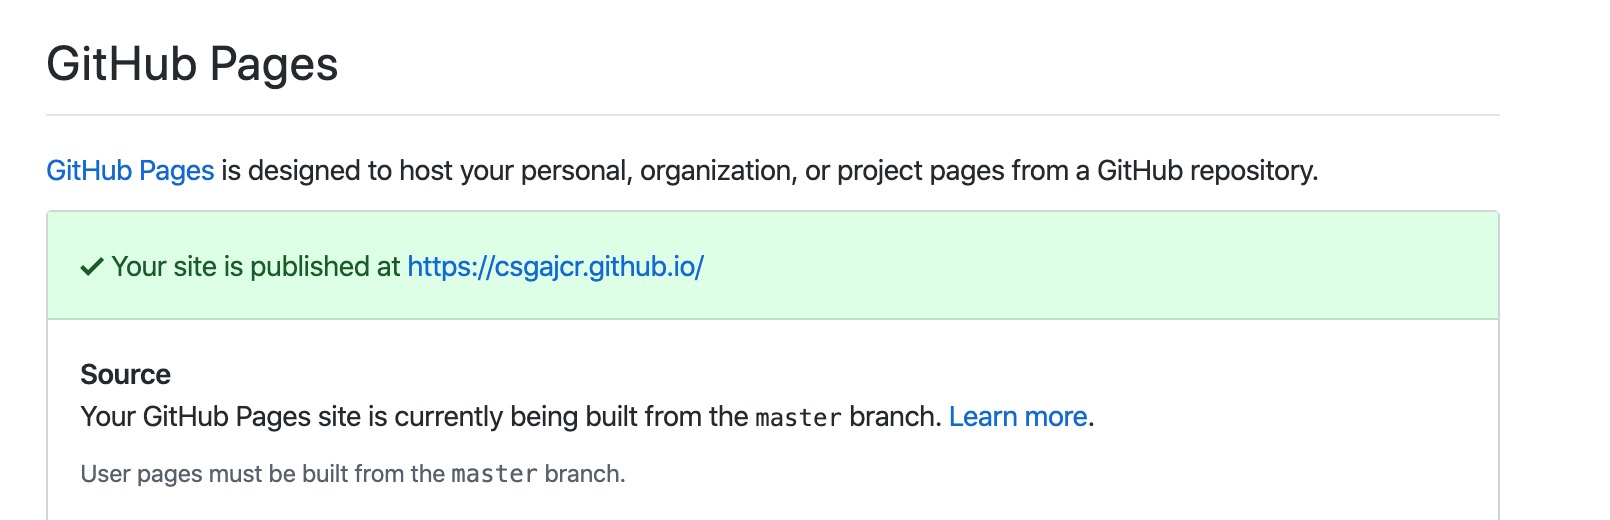 GitHub Pages
GitHub Pages is designed to host your personal, organization, or project pages from a GitHub repository.
✓ Your site is published at https://csgajcr.github.io/
Source
Your GitHub Pages site is currently being built from the master branch. Learn more.
User pages must be built from the master branch.